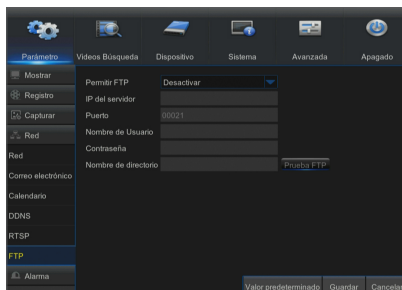 Parámetro
Vídeos Búsqueda
Dispositivo
Sistema
Avanzada
Apagado
Mostrar
Registro
Capturar
Red
Red
Correo electrónico
Calendario
DDNS
RTSP
FTP
Alarma
Permitir FTP Desactivar
IP del servidor
Puerto 00021
Nombre de Usuario
Contraseña
Nombre de directorio Prueba FTP
Valor predeterminado Guardar Cancelar